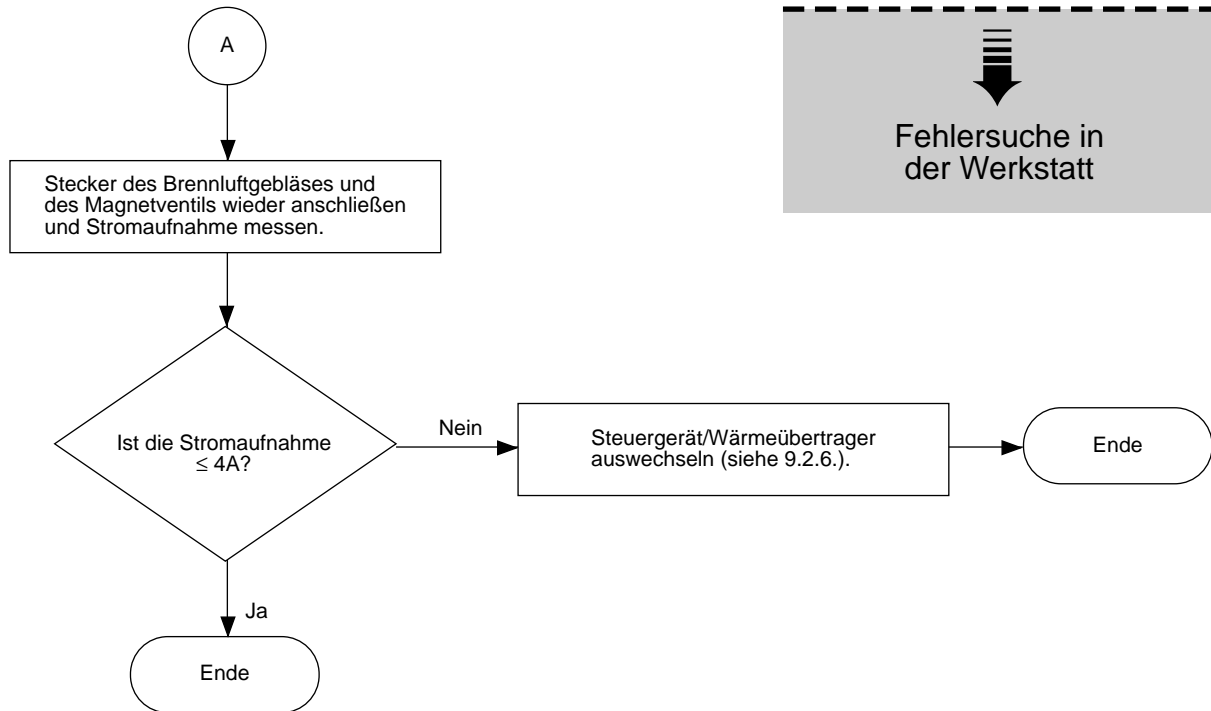 A
Fehlersuche in
der Werkstatt
Stecker des Brennluftgebläses und
des Magnetventils wieder anschließen
und Stromaufnahme messen.
Ist die Stromaufnahme
≤ 4A?
Nein
Steuergerät/Wärmeübertrager
auswechseln (siehe 9.2.6.).
Ende
Ja
Ende